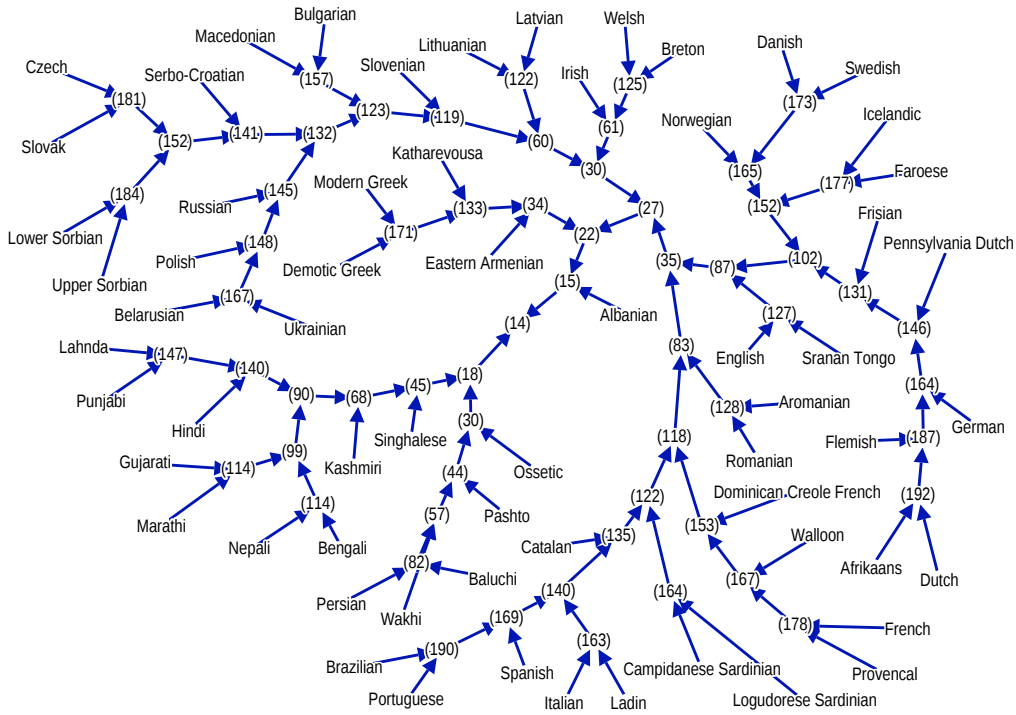 Bulgarian
Latvian
Welsh
Macedonian
Lithuanian
Breton
Danish
Czech
Serbo-Croatian
Slovenian
Irish
Swedish
(157)
(122)
(125)
(181)
(173)
(123)
Icelandic
(119)
Norwegian
(61)
Slovak
(152)
(141)
(132)
(60)
Katharevousa
(30)
(165)
Faroese
Modern Greek
(177)
(184)
(145)
Russian
(133)
(34)
(27)
(152)
Frisian
Lower Sorbian
(171)
(22)
(148)
Pennsylvania Dutch
Polish
Demotic Greek
Eastern Armenian
(35)
(87)
(102)
Upper Sorbian
(15)
(131)
(167)
Belarusian
Ukrainian
(14)
Albanian
(127)
(146)
Lahnda
(147)
(83)
English
Sranan Tongo
(140)
(18)
(45)
(164)
(90)
(68)
Punjabi
(128)
Aromanian
(30)
German
Hindi
Singhalese
(118)
Flemish
(187)
(99)
Gujarati
(114)
Kashmiri
Ossetic
Romanian
(44)
(122)
Dominican Creole French
(192)
(114)
(57)
Pashto
Marathi
(153)
(135)
Walloon
Nepali
Bengali
Catalan
(82)
Baluchi
Afrikaans
Dutch
(167)
Persian
(140)
(164)
Wakhi
(169)
(178)
French
(163)
(190)
Brazilian
Spanish
Campidanese Sardinian
Provencal
Portuguese
Italian
Ladin
Logudorese Sardinian